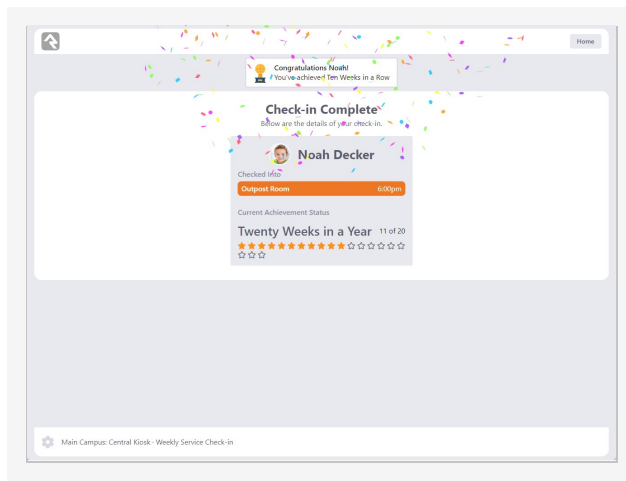 Home
Congratulations Noah!
You've achieved Ten Weeks in a Row
Check-in Complete
Below are the details of your check-in.
Noah Decker
Checked Into
Outpost Room 6:00pm
Current Achievement Status
Twenty Weeks in a Year 11 of 20
Main Campus: Central Kiosk - Weekly Service Check-in